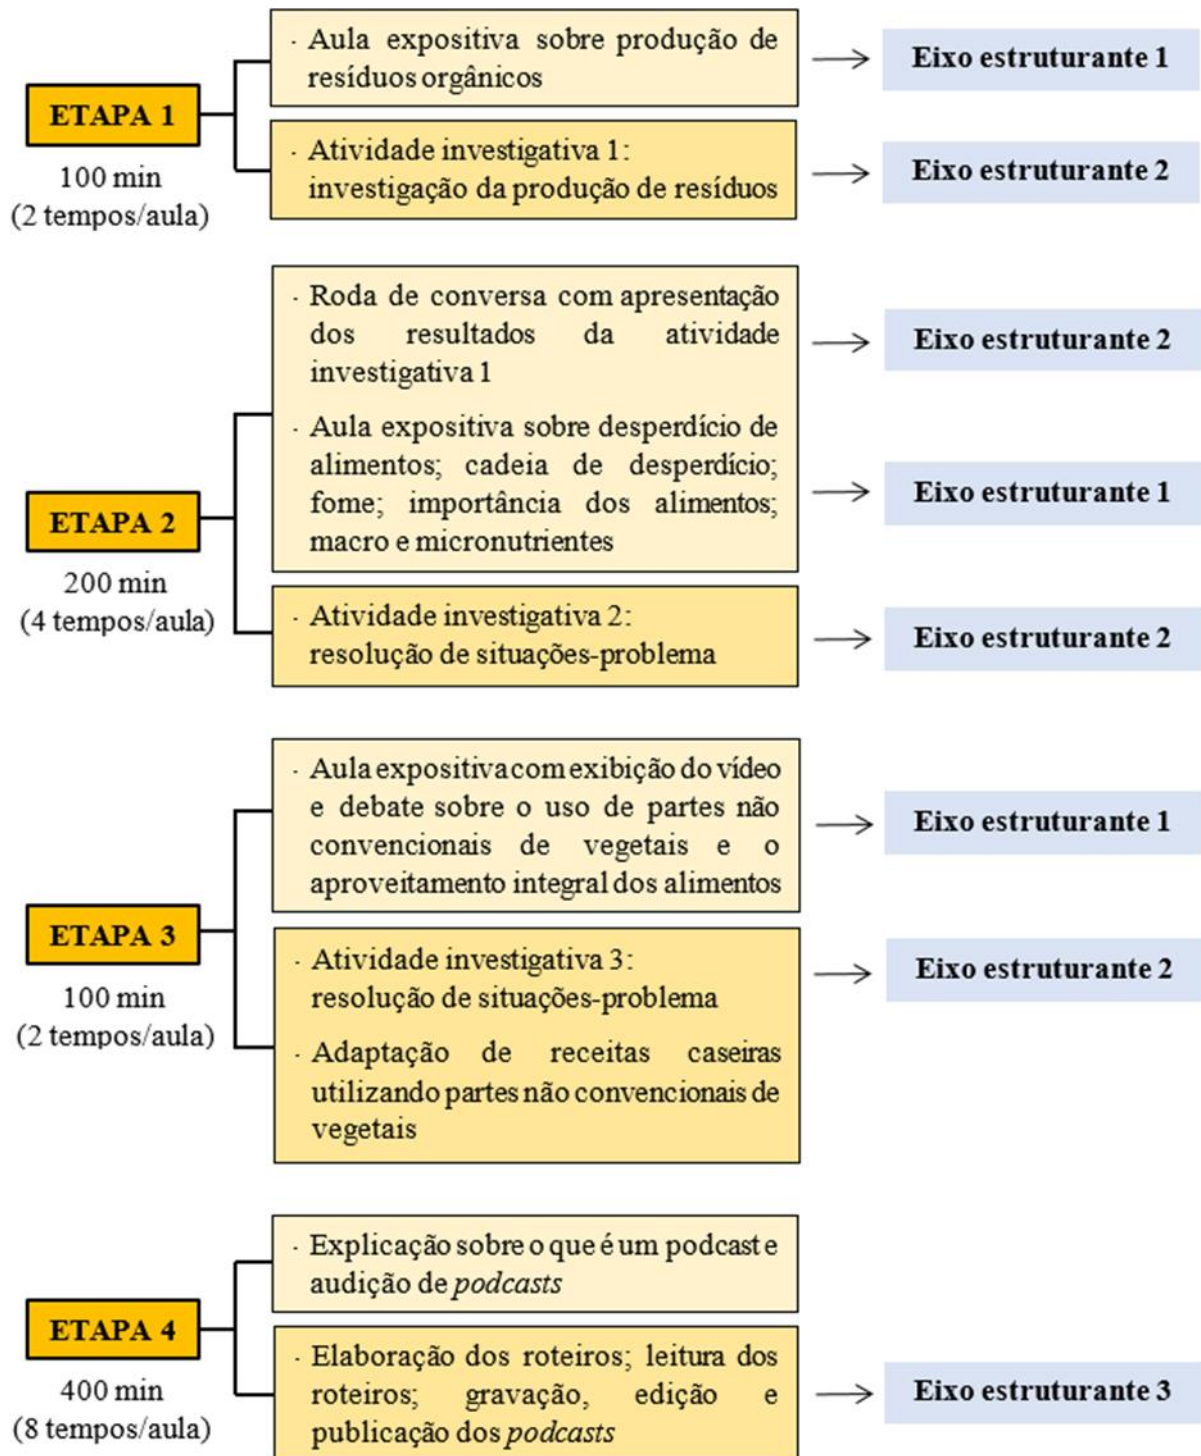 ETAPA 1
100 min
(2 tempos/aula)
· Aula expositiva sobre produção de
resíduos orgânicos
Eixo estruturante 1
· Atividade investigativa 1:
investigação da produção de resíduos
Eixo estruturante 2
ETAPA 2
200 min
(4 tempos/aula)
· Roda de conversa com apresentação
dos resultados da atividade
investigativa 1
Eixo estruturante 2
· Aula expositiva sobre desperdício de
alimentos; cadeia de desperdício;
fome; importância dos alimentos;
macro e micronutrientes
Eixo estruturante 1
· Atividade investigativa 2:
resolução de situações-problema
Eixo estruturante 2
ETAPA 3
100 min
(2 tempos/aula)
· Aula expositiva com exibição do vídeo
e debate sobre o uso de partes não
convencionais de vegetais e o
aproveitamento integral dos alimentos
Eixo estruturante 1
· Atividade investigativa 3:
resolução de situações-problema
Eixo estruturante 2
· Adaptação de receitas caseiras
utilizando partes não convencionais de
vegetais
ETAPA 4
400 min
(8 tempos/aula)
· Explicação sobre o que é um podcast e
audição de podcasts
· Elaboração dos roteiros; leitura dos
roteiros; gravação, edição e
publicação dos podcasts
Eixo estruturante 3